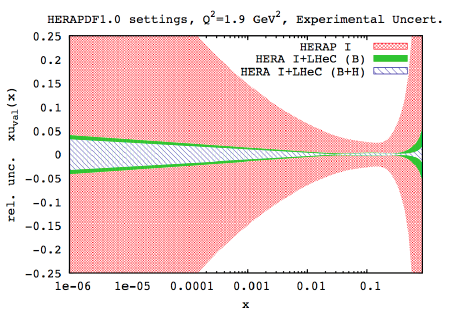 HERAPDF1.0 settings, Q²=1.9 GeV², Experimental Uncert.
HERAP I
HERA I+LHeC (B)
HERA I+LHeC (B+H)
rel. unc. xu_val(x)
0.25
0.2
0.15
0.1
0.05
0
-0.05
-0.1
-0.15
-0.2
-0.25
1e-06 1e-05 0.0001 0.001 0.01 0.1
x